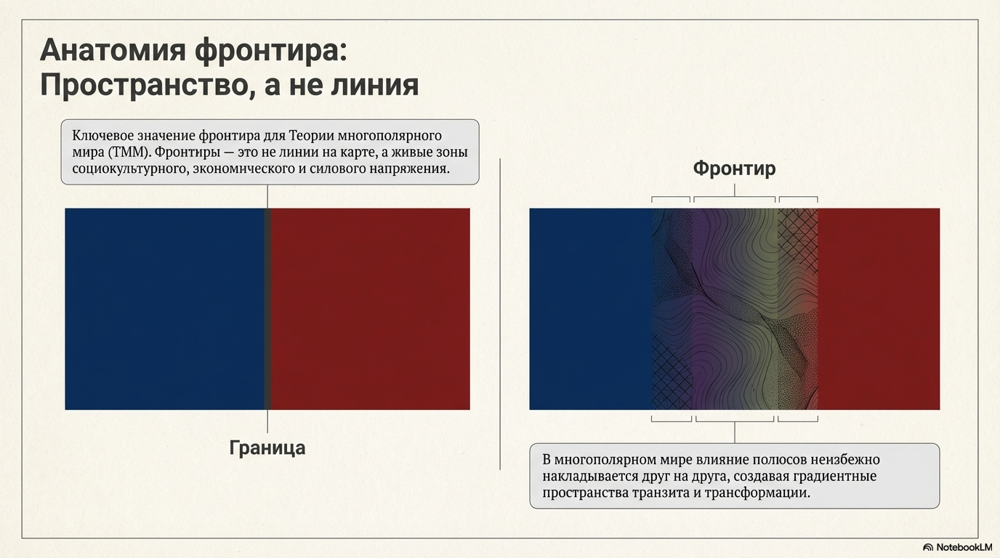 Анатомия фронтира:
Пространство, а не линия
Ключевое значение фронтира для Теории многополярного
мира (ТММ). Фронтиры — это не линии на карте, а живые зоны
социокультурного, экономического и силового напряжения.
Граница
Фронтир
В многополярном мире влияние полюсов неизбежно
накладывается друг на друга, создавая градиентные
пространства транзита и трансформации.
NotebookLM